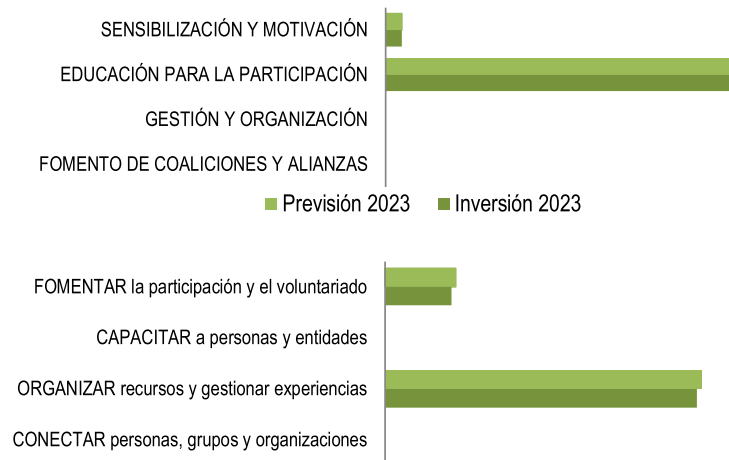 SENSIBILIZACIÓN Y MOTIVACIÓN
EDUCACIÓN PARA LA PARTICIPACIÓN
GESTIÓN Y ORGANIZACIÓN
FOMENTO DE COALICIONES Y ALIANZAS
Previsión 2023 Inversión 2023
FOMENTAR la participación y el voluntariado
CAPACITAR a personas y entidades
ORGANIZAR recursos y gestionar experiencias
CONECTAR personas, grupos y organizaciones